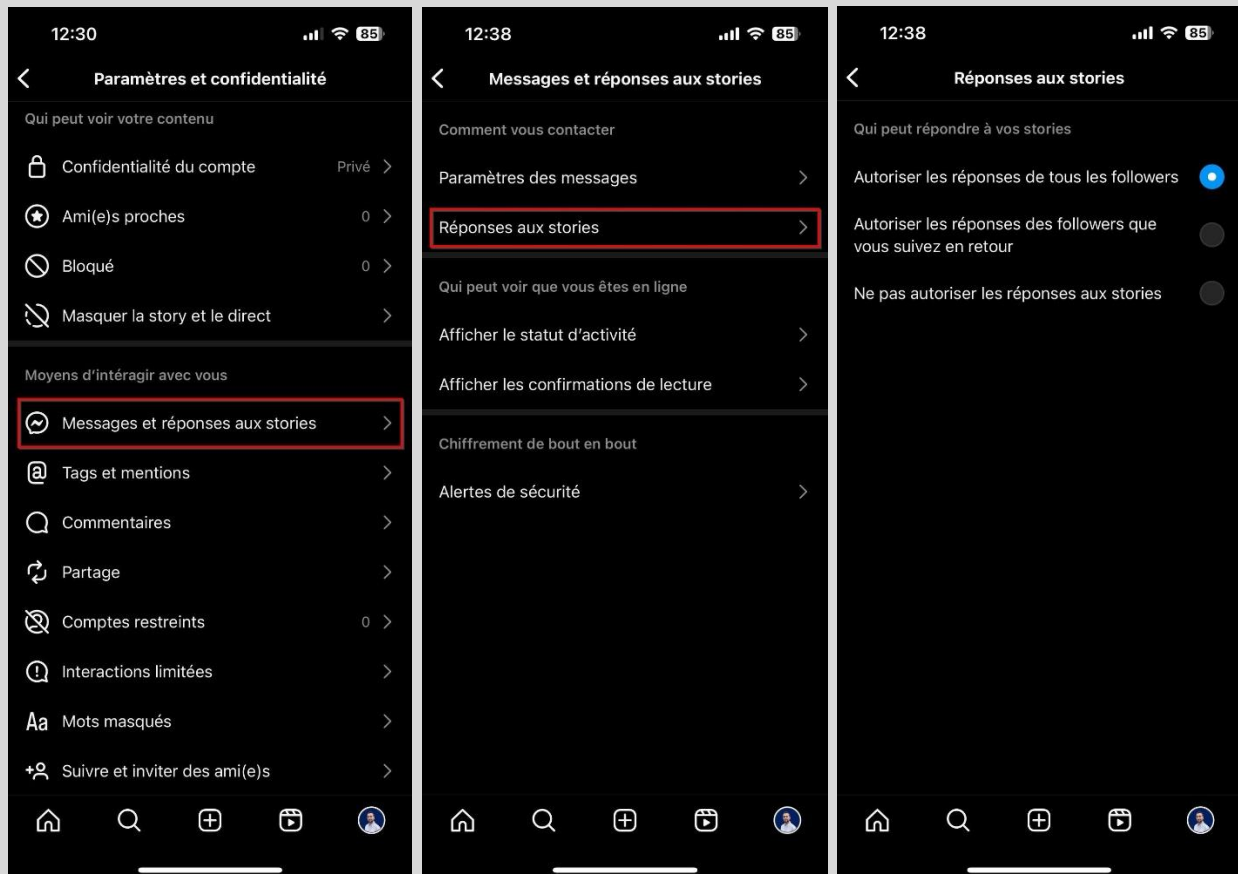 12:30
85
Paramètres et confidentialité
Qui peut voir votre contenu
Confidentialité du compte
Privé
Ami(e)s proches
0
Bloqué
0
Masquer la story et le direct
Moyens d'intéragir avec vous
Messages et réponses aux stories
Tags et mentions
Commentaires
Partage
Comptes restreints
0
Interactions limitées
Aa Mots masqués
Suivre et inviter des ami(e)s
12:38
85
Messages et réponses aux stories
Comment vous contacter
Paramètres des messages
Réponses aux stories
Qui peut voir que vous êtes en ligne
Afficher le statut d'activité
Afficher les confirmations de lecture
Chiffrement de bout en bout
Alertes de sécurité
12:38
85
Réponses aux stories
Qui peut répondre à vos stories
Autoriser les réponses de tous les followers
Autoriser les réponses des followers que
vous suivez en retour
Ne pas autoriser les réponses aux stories